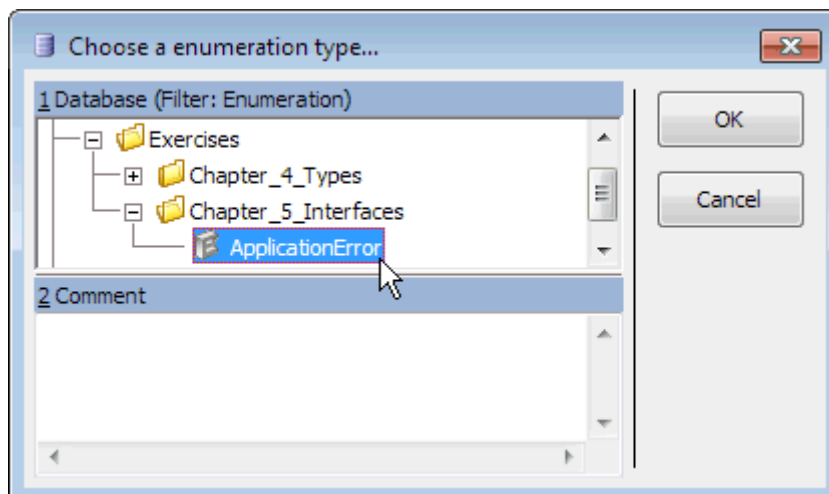 Choose a enumeration type...
1 Database (Filter: Enumeration)
Exercises
Chapter_4_Types
Chapter_5_Interfaces
ApplicationError
2 Comment
OK
Cancel